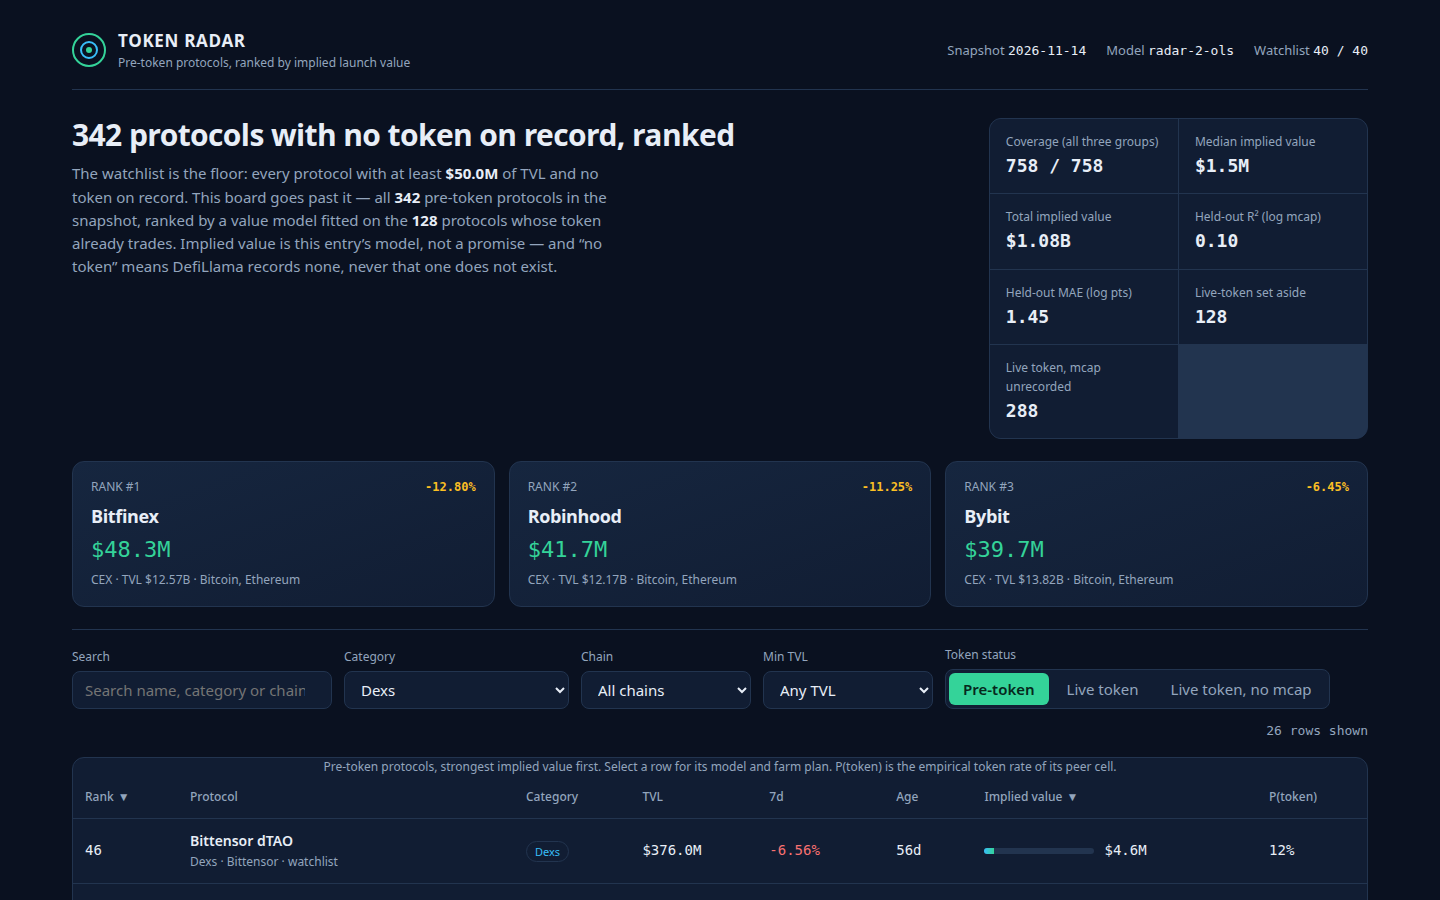 TOKEN RADAR
Pre-token protocols, ranked by implied launch value
Snapshot 2026-11-14 Model radar-2-ols Watchlist 40 / 40
342 protocols with no token on record, ranked
The watchlist is the floor: every protocol with at least $50.0M of TVL and no
token on record. This board goes past it — all 342 pre-token protocols in the
snapshot, ranked by a value model fitted on the 128 protocols whose token
already trades. Implied value is this entry’s model, not a promise — and “no
token” means DefiLlama records none, never that one does not exist.
Coverage (all three groups)
758 / 758
Median implied value
$1.5M
Total implied value
$1.08B
Held-out R² (log mcap)
0.10
Held-out MAE (log pts)
1.45
Live-token set aside
128
Live token, mcap
unrecorded
288
RANK #1 -12.80%
Bitfinex
$48.3M
CEX · TVL $12.57B · Bitcoin, Ethereum
RANK #2 -11.25%
Robinhood
$41.7M
CEX · TVL $12.17B · Bitcoin, Ethereum
RANK #3 -6.45%
Bybit
$39.7M
CEX · TVL $13.82B · Bitcoin, Ethereum
Search
Search name, category or chain
Category
Dexs
Chain
All chains
Min TVL
Any TVL
Token status
Pre-token Live token Live token, no mcap
26 rows shown
Pre-token protocols, strongest implied value first. Select a row for its model and farm plan. P(token) is the empirical token rate of its peer cell.
Rank ▼ Protocol Category TVL 7d Age Implied value ▼ P(token)
46 Bittensor dTAO Dexs $376.0M -6.56% 56d $4.6M 12%
Dexs · Bittensor · watchlist